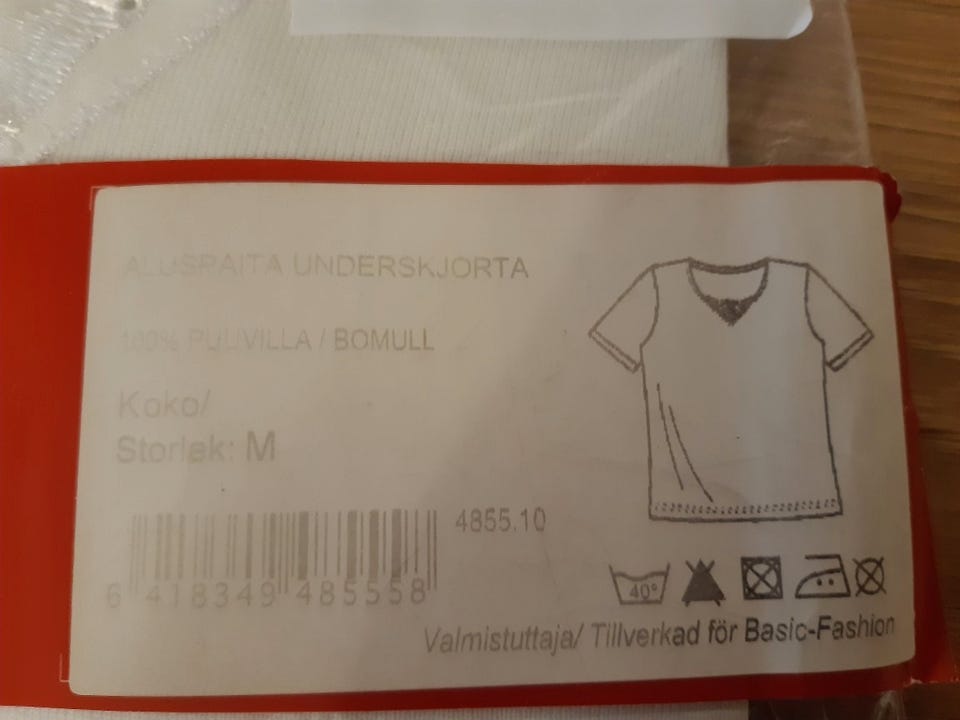 ALUSPAITA UNDERSKJORTA
100% PUUVILLA / BOMULL
Koko/
Storlek: M
4855.10
6 418349 485558
40°
Valmistuttaja/ Tillverkad för Basic-Fashion